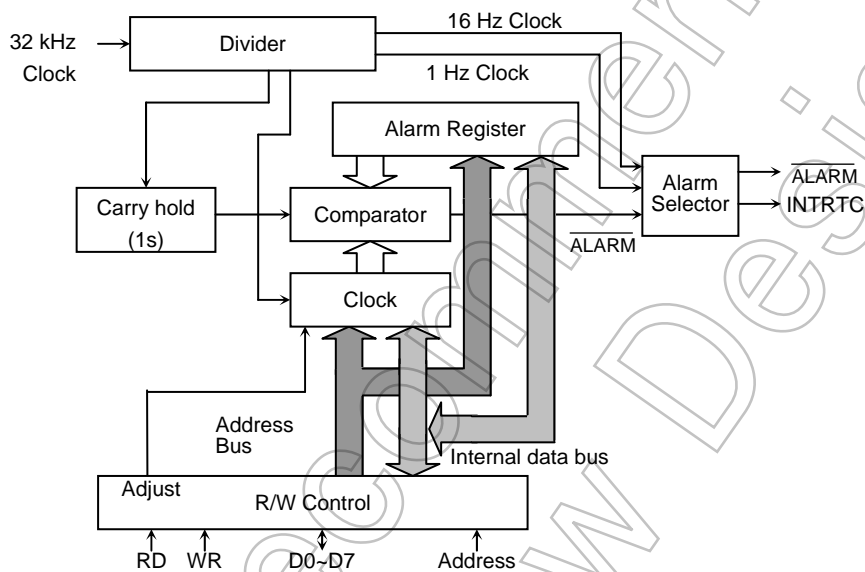 16 Hz Clock
32 kHz
Clock
Divider
1 Hz Clock
Alarm Register
Alarm
Selector
ALARM
INTRTC
Carry hold
(1s)
Comparator
ALARM
Clock
Address
Bus
Internal data bus
Adjust
R/W Control
RD
WR
D0~D7
Address